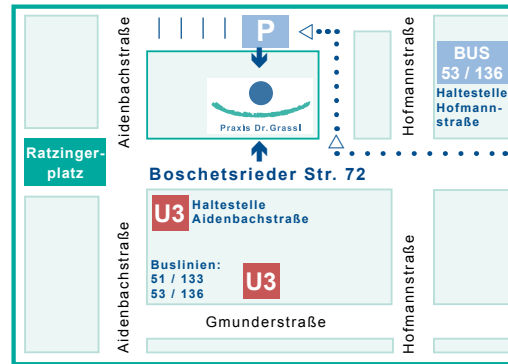 Aidenbachstraße
P
Hofmannstraße
BUS
53 / 136
Haltestelle
Hofmann-
straße
Praxis Dr.Grassl
Ratzinger-
platz
Boschetsrieder Str. 72
U3
Haltestelle
Aidenbachstraße
Aidenbachstraße
Buslinien:
51 / 133
53 / 136
U3
Hofmannstraße
Gmunderstraße